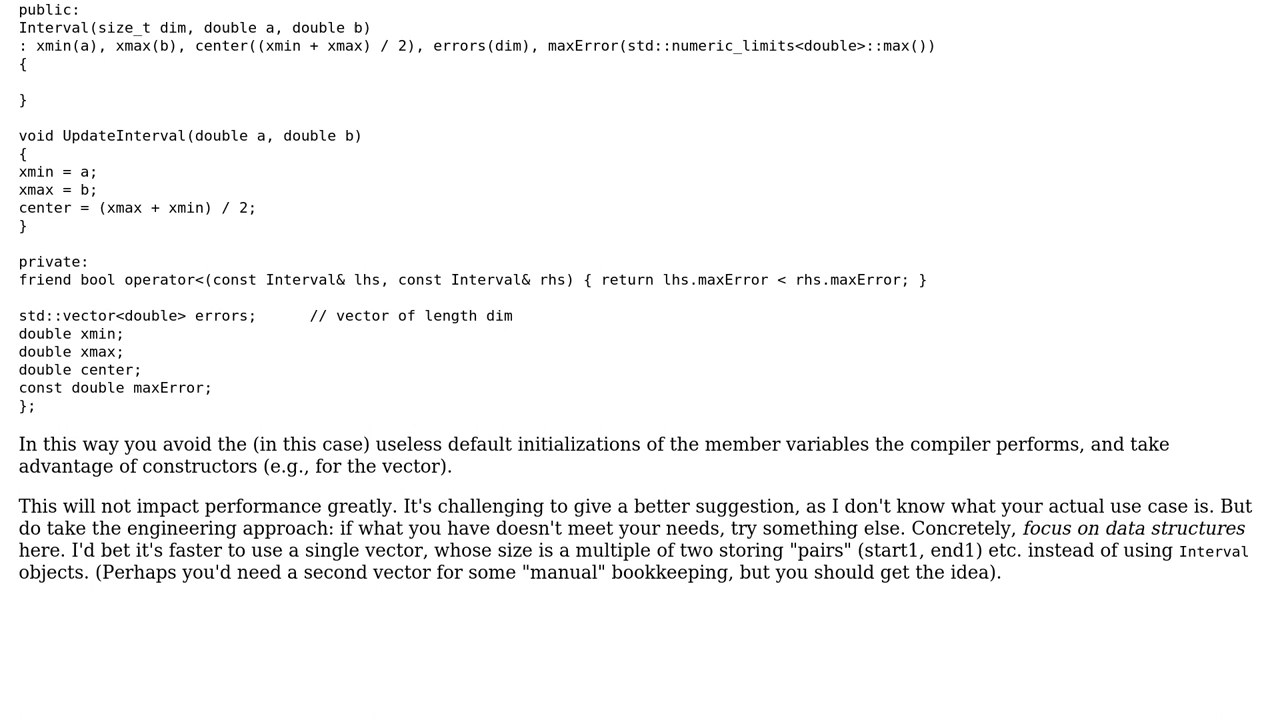 public:
Interval(size_t dim, double a, double b)
: xmin(a), xmax(b), center((xmin + xmax) / 2), errors(dim), maxError(std::numeric_limits<double>::max())
{
}
void UpdateInterval(double a, double b)
{
xmin = a;
xmax = b;
center = (xmax + xmin) / 2;
}
private:
friend bool operator<(const Interval& lhs, const Interval& rhs) { return lhs.maxError < rhs.maxError; }
std::vector<double> errors;      // vector of length dim
double xmin;
double xmax;
double center;
const double maxError;
};
In this way you avoid the (in this case) useless default initializations of the member variables the compiler performs, and take
advantage of constructors (e.g., for the vector).
This will not impact performance greatly. It's challenging to give a better suggestion, as I don't know what your actual use case is. But
do take the engineering approach: if what you have doesn't meet your needs, try something else. Concretely, focus on data structures
here. I'd bet it's faster to use a single vector, whose size is a multiple of two storing "pairs" (start1, end1) etc. instead of using Interval
objects. (Perhaps you'd need a second vector for some "manual" bookkeeping, but you should get the idea).